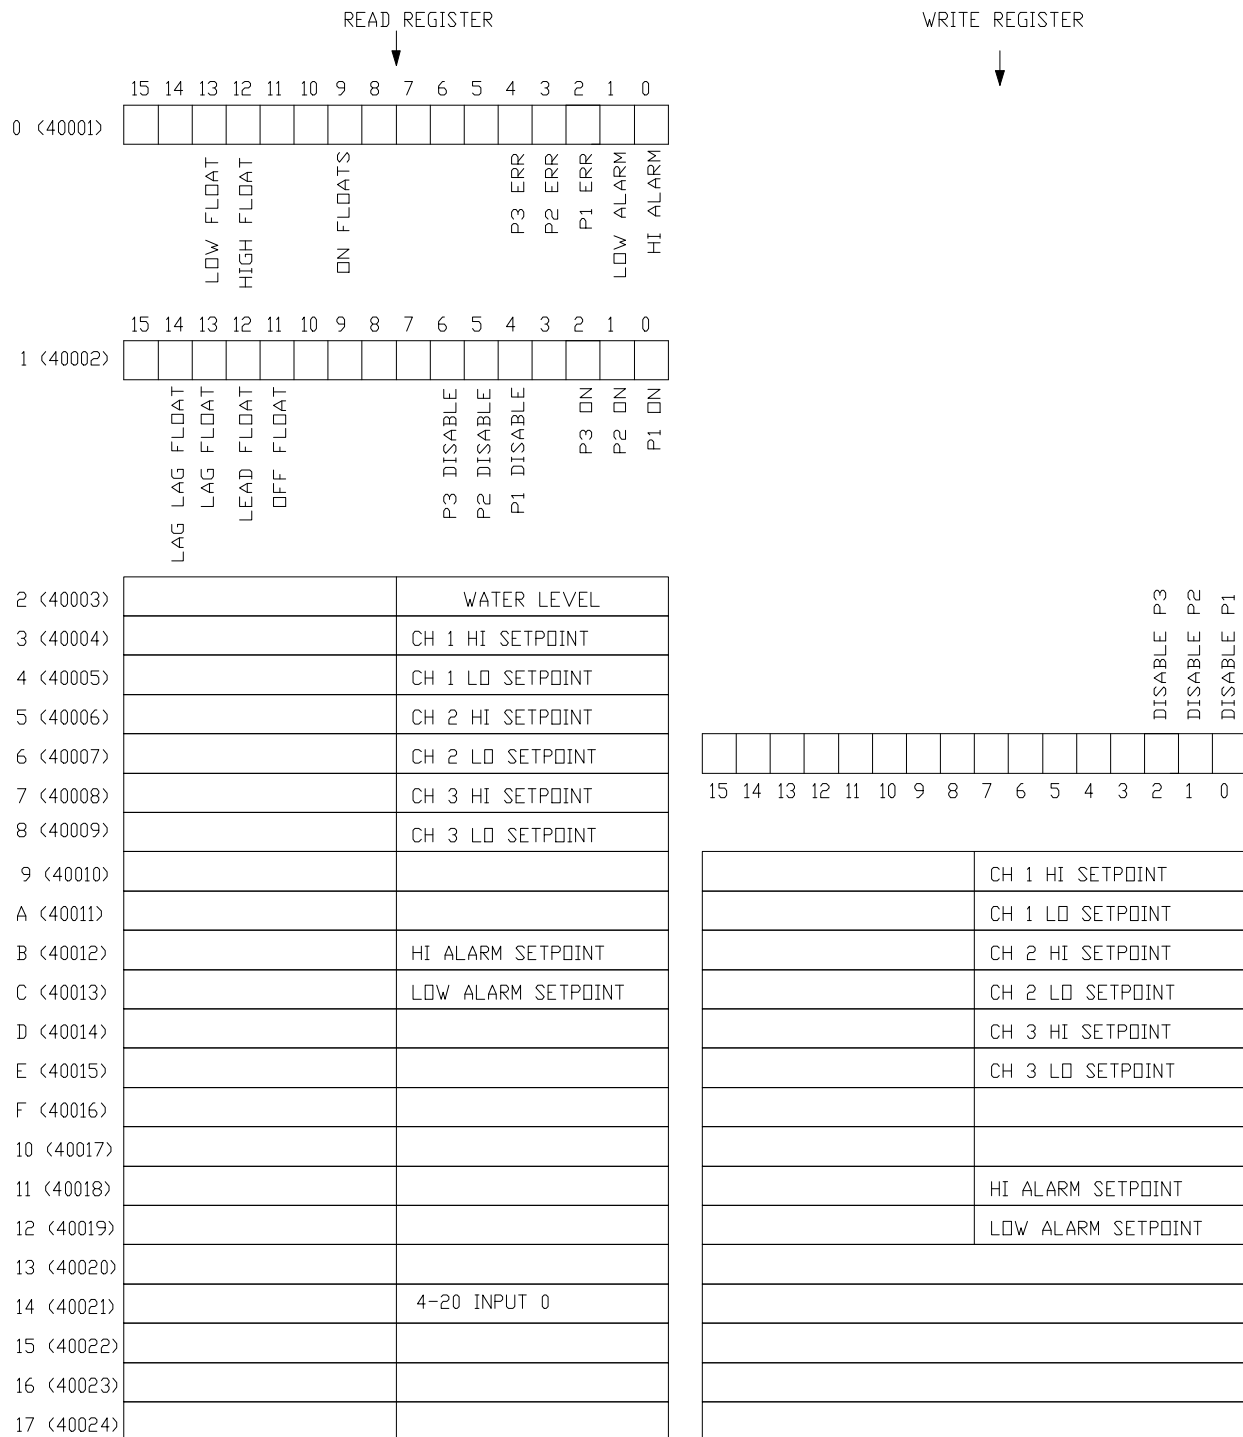 READ REGISTER
WRITE REGISTER
15 14 13 12 11 10 9 8 7 6 5 4 3 2 1 0
0 (40001)
LOW FLOAT
HIGH FLOAT
ON FLOATS
P3 ERR
P2 ERR
P1 ERR
LOW ALARM
HI ALARM
15 14 13 12 11 10 9 8 7 6 5 4 3 2 1 0
1 (40002)
LAG LAG FLOAT
LAG FLOAT
LEAD FLOAT
OFF FLOAT
P3 DISABLE
P2 DISABLE
P1 DISABLE
P3 ON
P2 ON
P1 ON
2 (40003) WATER LEVEL
3 (40004) CH 1 HI SETPOINT
4 (40005) CH 1 LO SETPOINT
5 (40006) CH 2 HI SETPOINT
6 (40007) CH 2 LO SETPOINT
7 (40008) CH 3 HI SETPOINT
8 (40009) CH 3 LO SETPOINT
DISABLE P3
DISABLE P2
DISABLE P1
15 14 13 12 11 10 9 8 7 6 5 4 3 2 1 0
9 (40010) CH 1 HI SETPOINT
A (40011) CH 1 LO SETPOINT
B (40012) HI ALARM SETPOINT CH 2 HI SETPOINT
C (40013) LOW ALARM SETPOINT CH 2 LO SETPOINT
D (40014) CH 3 HI SETPOINT
E (40015) CH 3 LO SETPOINT
F (40016)
10 (40017)
11 (40018) HI ALARM SETPOINT
12 (40019) LOW ALARM SETPOINT
13 (40020)
14 (40021) 4-20 INPUT 0
15 (40022)
16 (40023)
17 (40024)